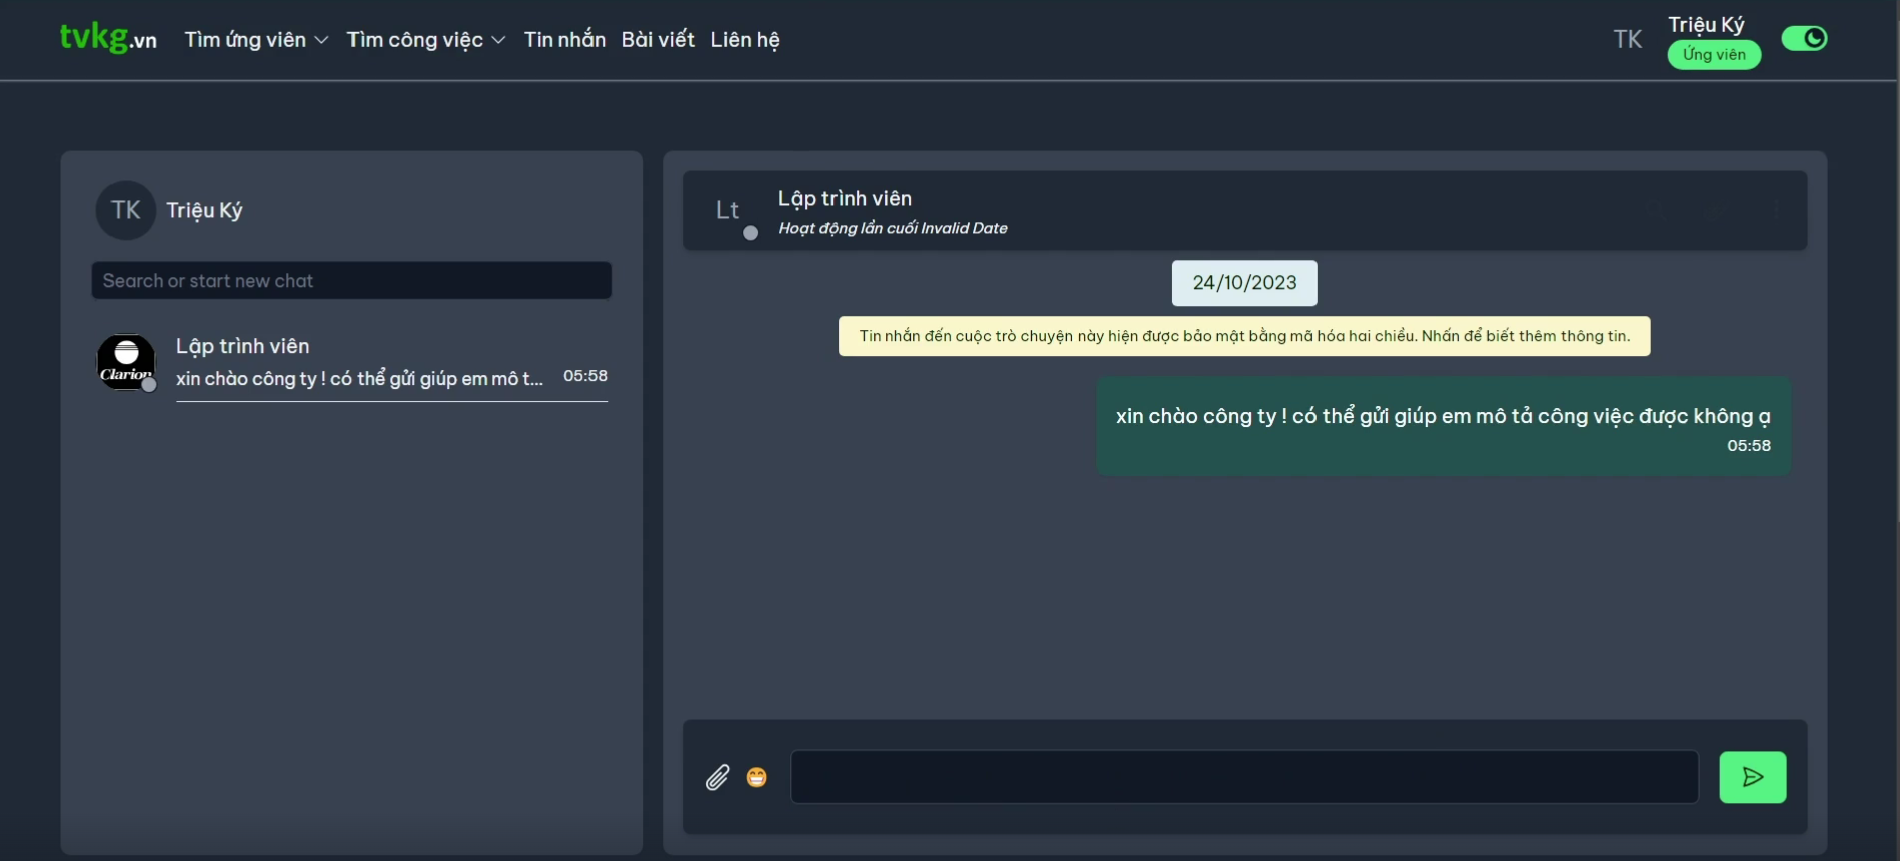 tvkg.vn
Tìm ứng viên
Tìm công việc
Tin nhắn
Bài viết
Liên hệ
TK
Triệu Ký
Ứng viên
TK
Triệu Ký
Search or start new chat
Clarion
Lập trình viên
xin chào công ty ! có thể gửi giúp em mô t...
05:58
Lt
Lập trình viên
Hoạt động lần cuối Invalid Date
24/10/2023
Tin nhắn đến cuộc trò chuyện này hiện được bảo mật bằng mã hóa hai chiều. Nhấn để biết thêm thông tin.
xin chào công ty ! có thể gửi giúp em mô tả công việc được không ạ
05:58